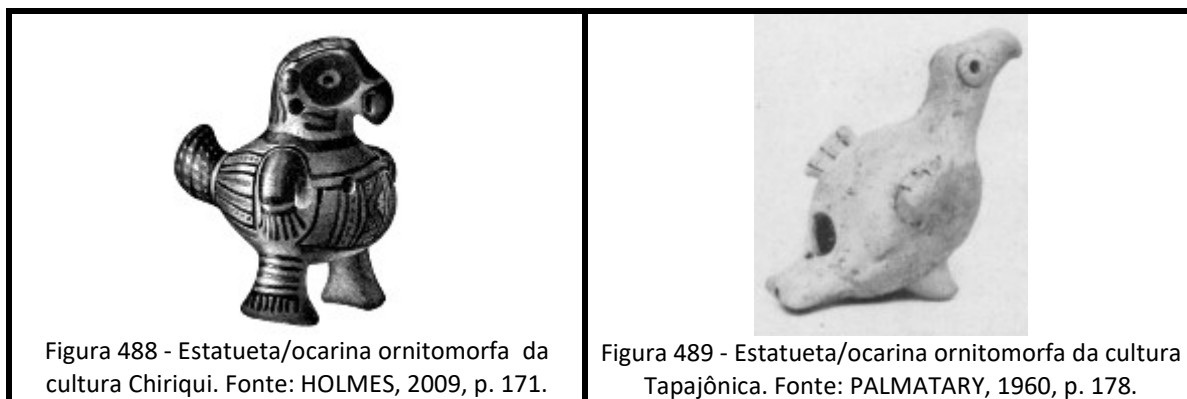 Figura 488 - Estatueta/ocarina ornitomorfa da
cultura Chiriqui. Fonte: HOLMES, 2009, p. 171.
Figura 489 - Estatueta/ocarina ornitomorfa da cultura
Tapajônica. Fonte: PALMATARY, 1960, p. 178.